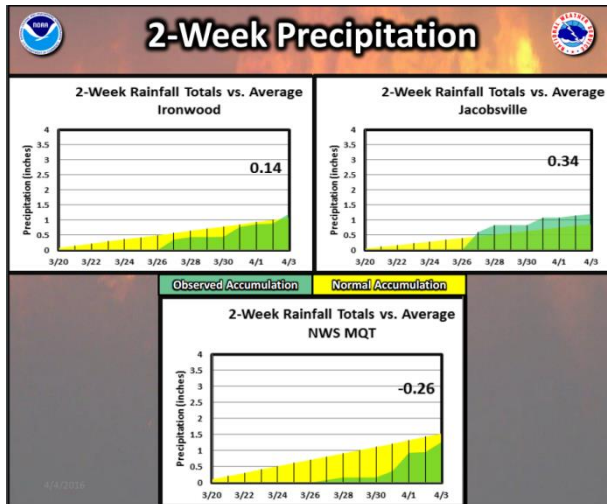 NOAA
2-Week Precipitation
NATIONAL WEATHER SERVICE
2-Week Rainfall Totals vs. Average
Ironwood
Precipitation (inches)
4
3.5
3
2.5
2
1.5
1
0.5
0
0.14
3/20 3/22 3/24 3/26 3/28 3/30 4/1 4/3
2-Week Rainfall Totals vs. Average
Jacobsville
Precipitation (inches)
4
3.5
3
2.5
2
1.5
1
0.5
0
0.34
3/20 3/22 3/24 3/26 3/28 3/30 4/1 4/3
Observed Accumulation Normal Accumulation
2-Week Rainfall Totals vs. Average
NWS MQT
Precipitation (inches)
4
3.5
3
2.5
2
1.5
1
0.5
0
-0.26
3/20 3/22 3/24 3/26 3/28 3/30 4/1 4/3
4/4/2016